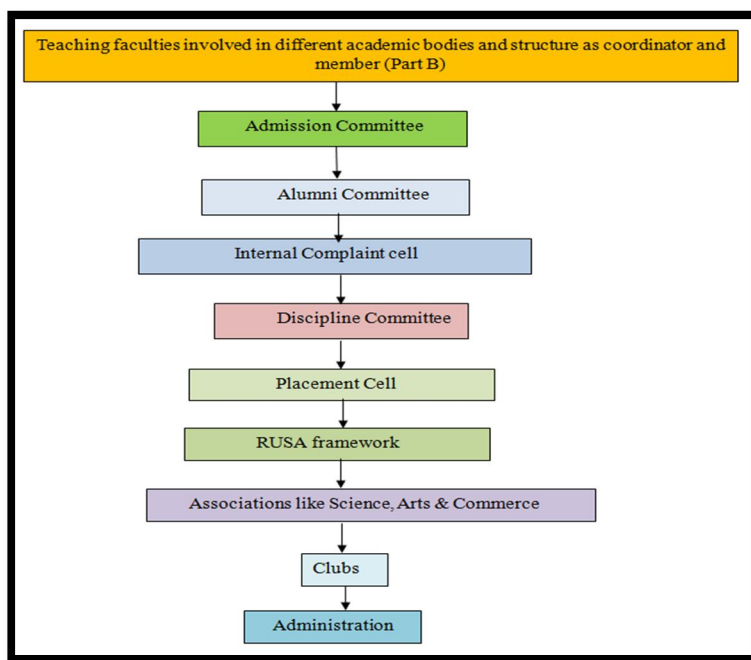 Teaching faculties involved in different academic bodies and structure as coordinator and
member (Part B)
Admission Committee
Alumni Committee
Internal Complaint cell
Discipline Committee
Placement Cell
RUSA framework
Associations like Science, Arts & Commerce
Clubs
Administration